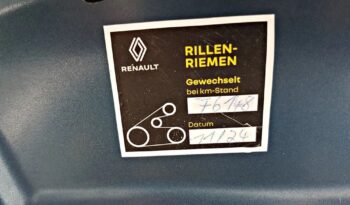 RENAULT
RILLEN-
RIEMEN
Gewechselt
bei km-Stand
76148
Datum
11/24